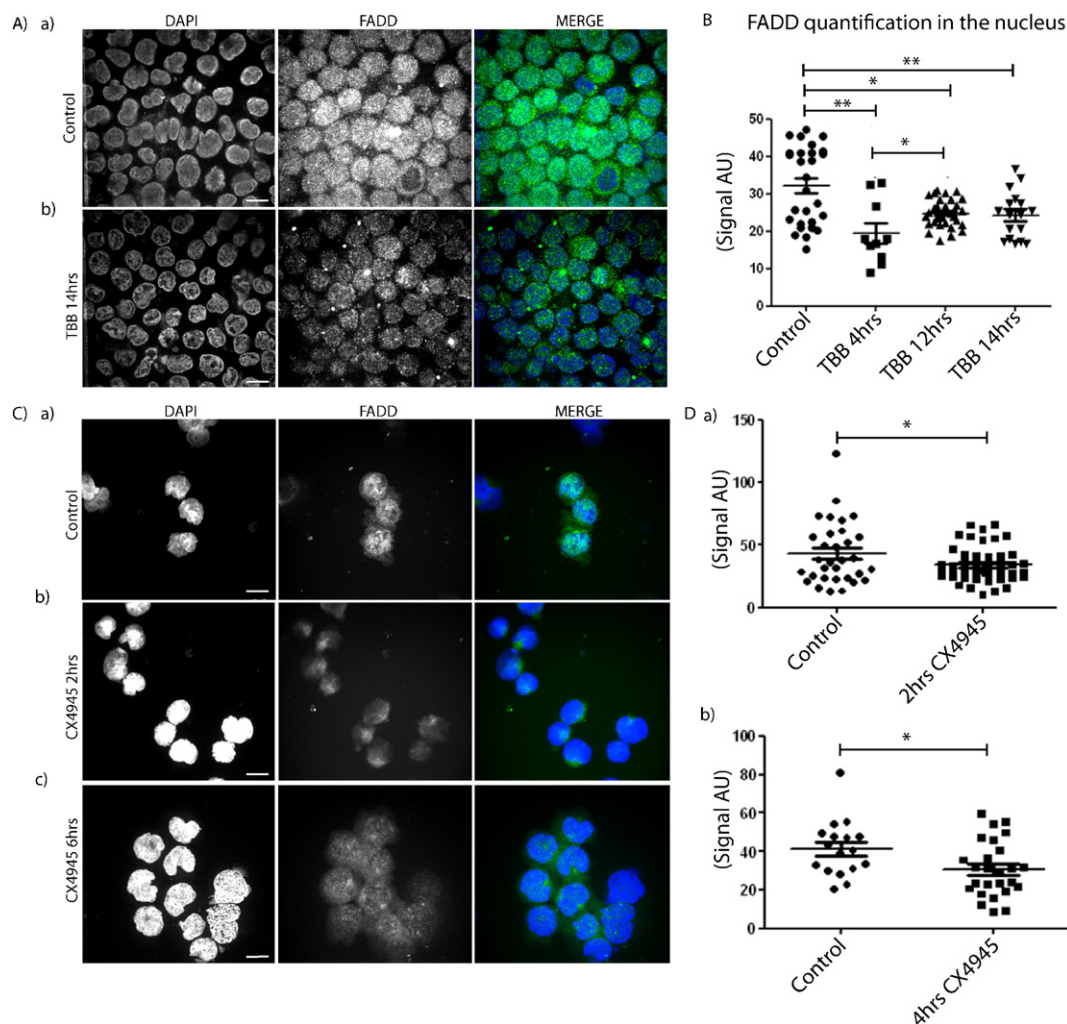 A) a) DAPI FADD MERGE
Control
b)
TBB 14hrs
B FADD quantification in the nucleus
**
*
** 
*
(Signal AU)
50
40
30
20
10
0
Control TBB 4hrs TBB 12hrs TBB 14hrs
C) a) DAPI FADD MERGE
Control
b)
CX4945 2hrs
c)
CX4945 6hrs
D a)
*
(Signal AU)
150
100
50
0
Control 2hrs CX4945
b)
*
(Signal AU)
100
80
60
40
20
0
Control 4hrs CX4945